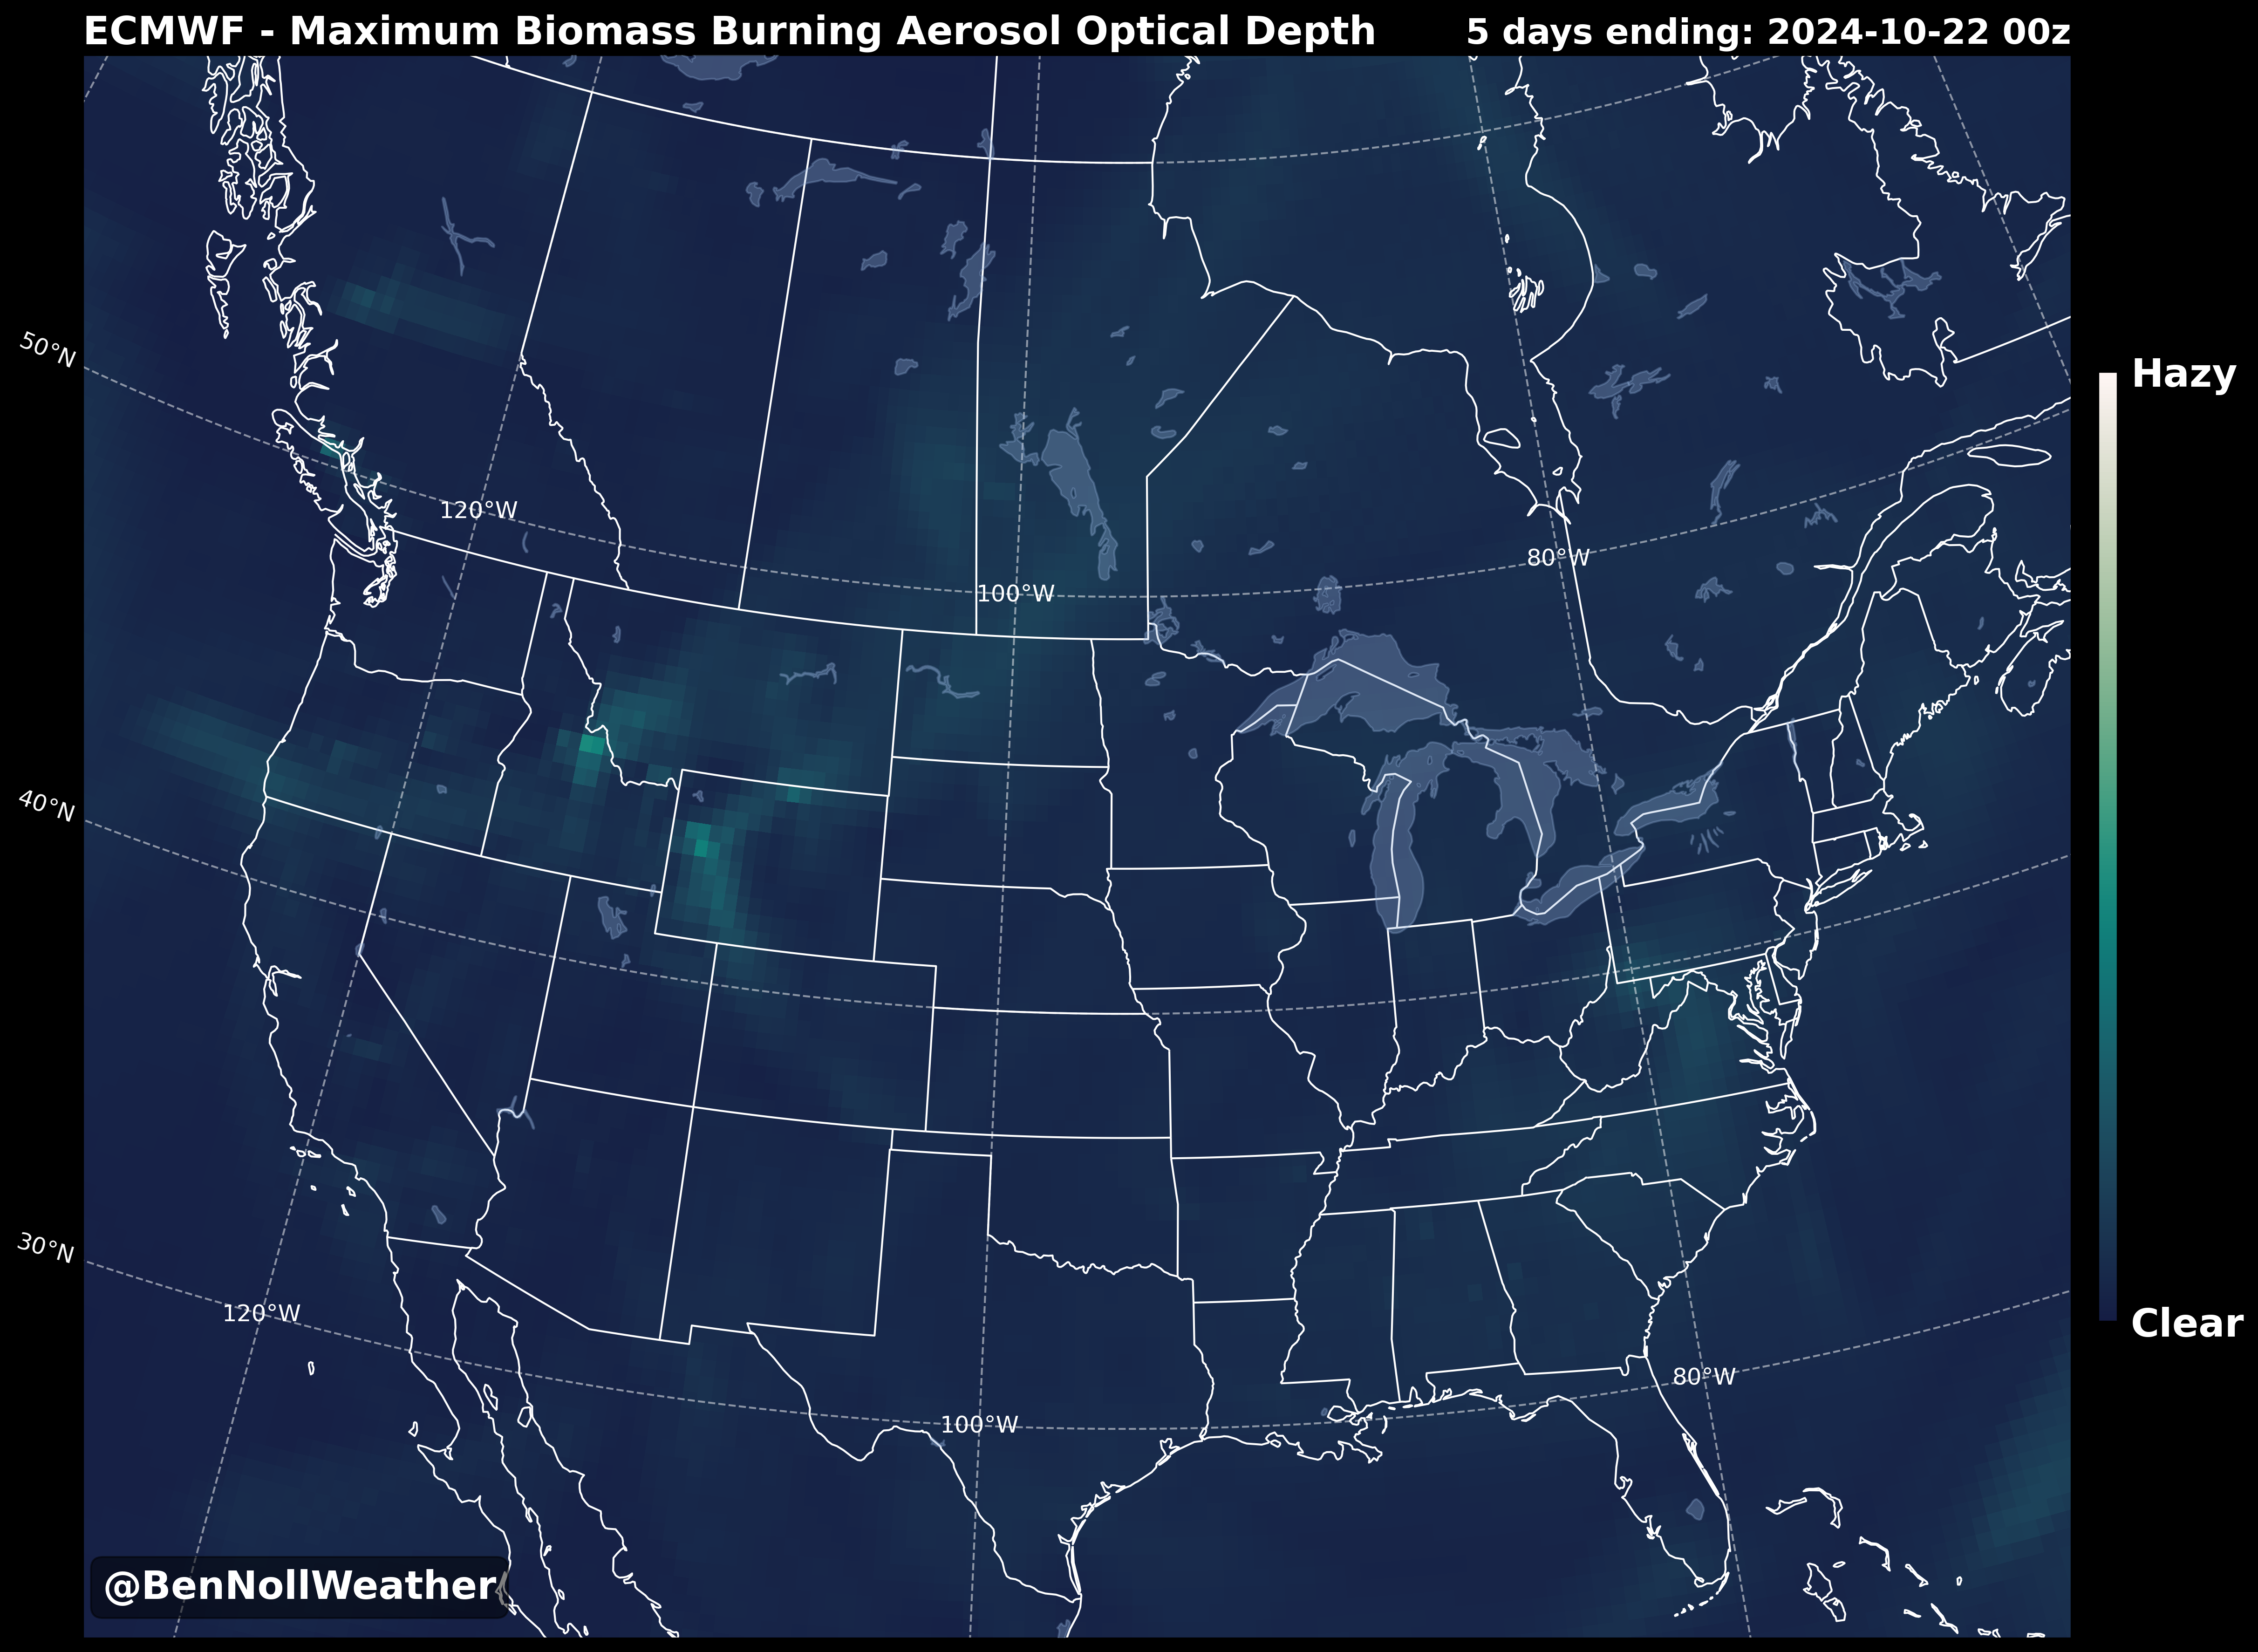 ECMWF - Maximum Biomass Burning Aerosol Optical Depth
5 days ending: 2024-10-22 00z
50°N
Hazy
120°W
80°W
100°W
40°N
30°N
120°W
Clear
80°W
100°W
@BenNollWeather